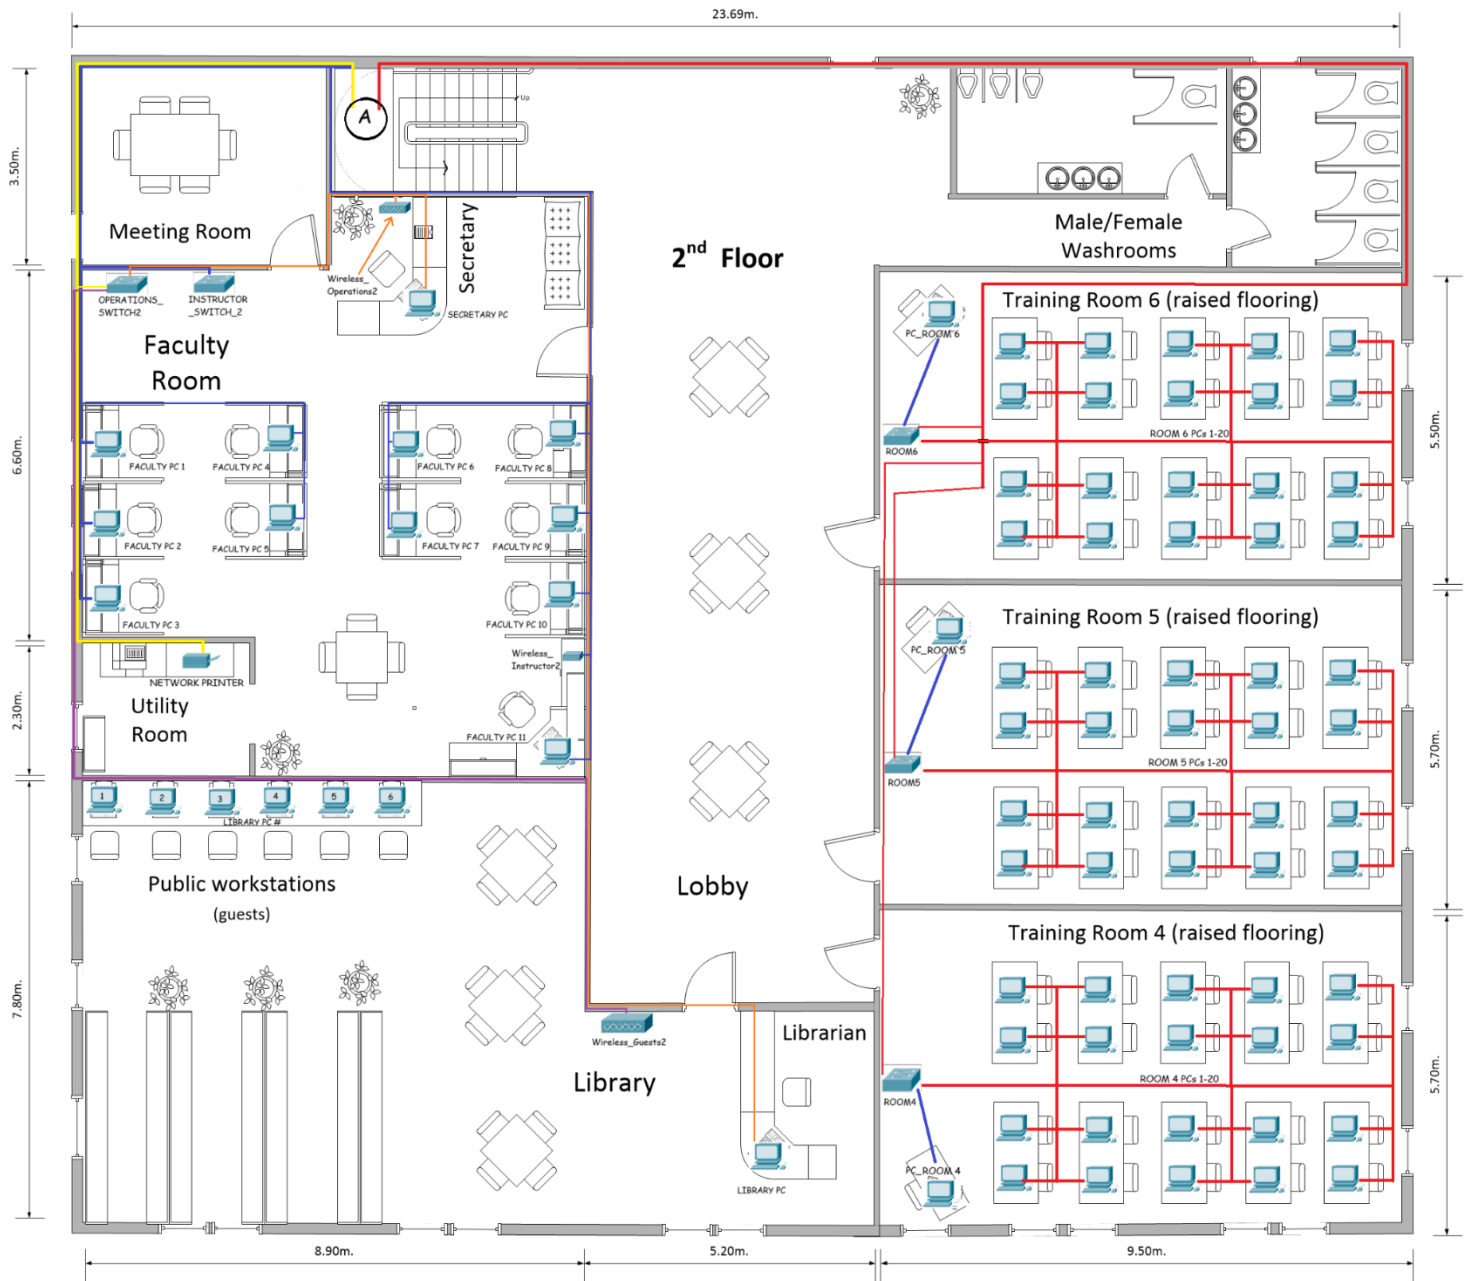 23.69m.
3.50m.
A
Up
Meeting Room
Secretary
Wireless_
Operations2
SECRETARY PC
OPERATIONS_
SWITCH2
INSTRUCTOR
_SWITCH_2
2nd Floor
Male/Female
Washrooms
Faculty
Room
6.60m.
FACULTY PC 1
FACULTY PC 4
FACULTY PC 6
FACULTY PC 8
FACULTY PC 2
FACULTY PC 5
FACULTY PC 7
FACULTY PC 9
FACULTY PC 3
FACULTY PC 10
Wireless_
Instructor2
NETWORK PRINTER
Utility
Room
2.30m.
FACULTY PC 11
Training Room 6 (raised flooring)
PC_ROOM 6
ROOM6
ROOM 6 PCs 1-20
5.50m.
Training Room 5 (raised flooring)
PC_ROOM 5
ROOM5
ROOM 5 PCs 1-20
5.70m.
1
2
3
4
5
6
LIBRARY PC #
Public workstations
(guests)
Lobby
7.80m.
Wireless_Guests2
Library
Librarian
LIBRARY PC
Training Room 4 (raised flooring)
ROOM4
ROOM 4 PCs 1-20
PC_ROOM 4
5.70m.
8.90m.
5.20m.
9.50m.